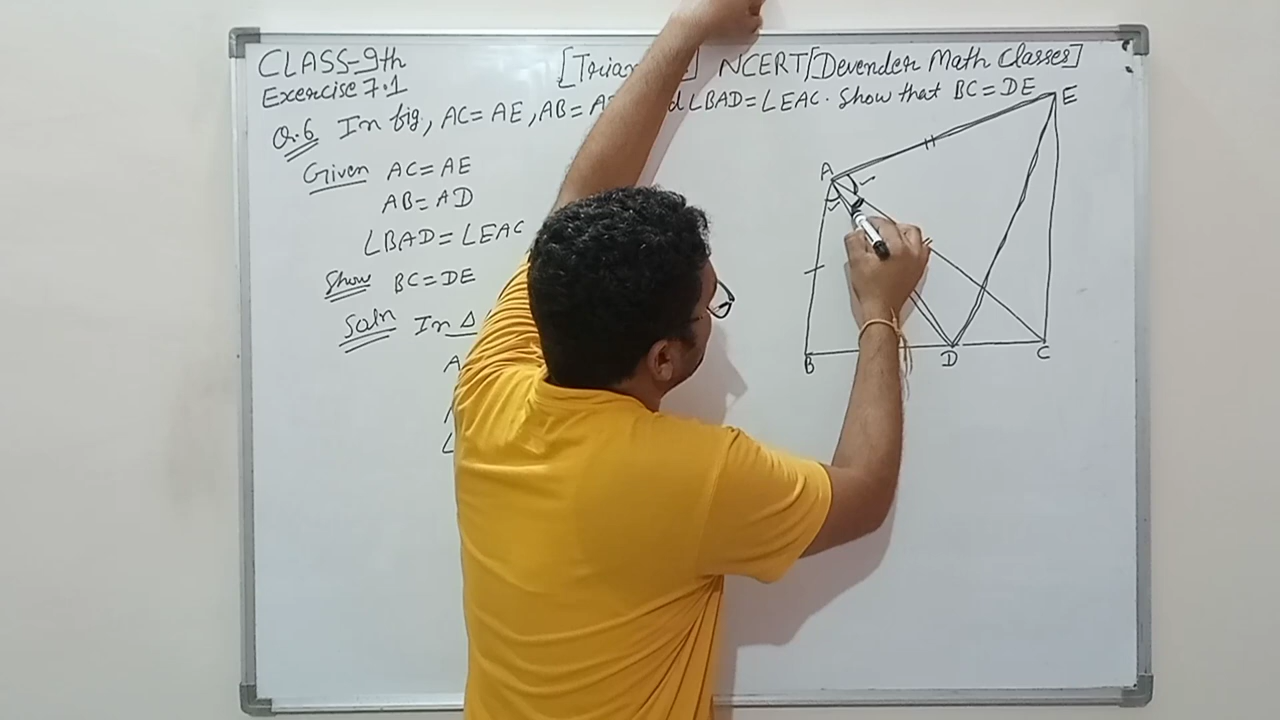 CLASS-9th [Trian ] NCERT [Devender Math Classes]
Exercise 7.1
Q.6 In fig, AC = AE, AB = A d ∠BAD = ∠EAC. Show that BC = DE
Given AC = AE
AB = AD
∠BAD = ∠EAC
Show BC = DE
Soln In Δ
A
∠
E
A
B
D
C